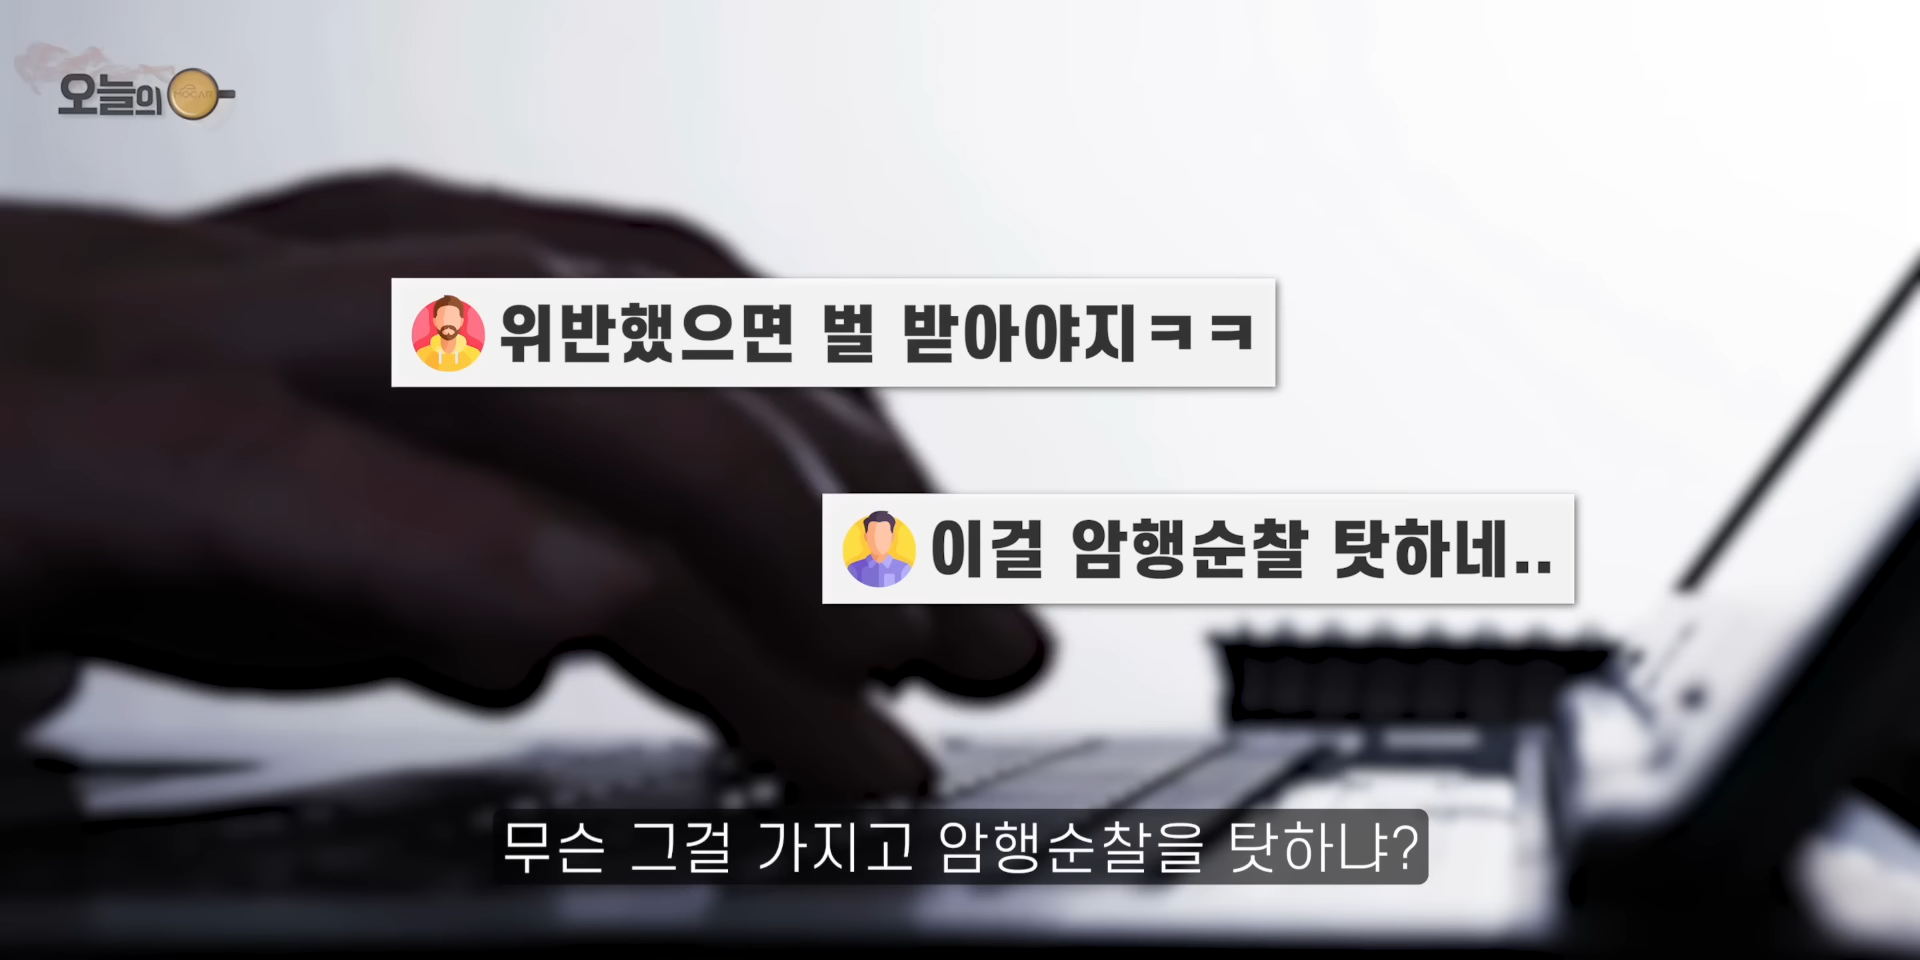 오늘의
MOCAR
위반했으면 벌 받아야지ㅋㅋ
이걸 암행순찰 탓하네..
무슨 그걸 가지고 암행순찰을 탓하냐?